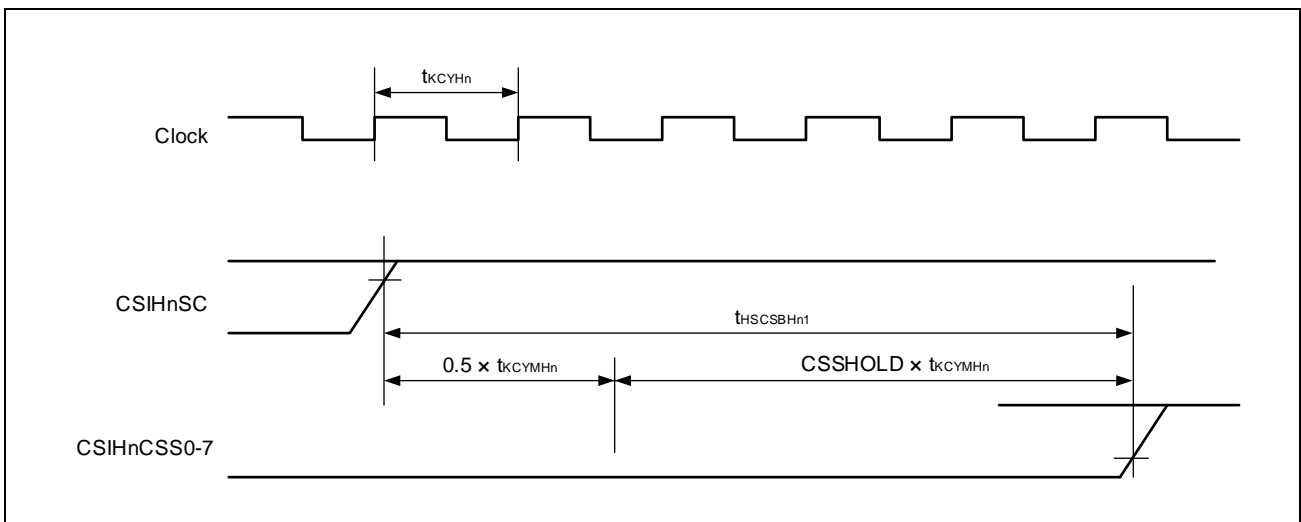 tKCYHn
Clock
CSIHnSC
tHSCSBHn1
0.5 × tKCYMHn
CSSHOLD × tKCYMHn
CSIHnCSS0-7